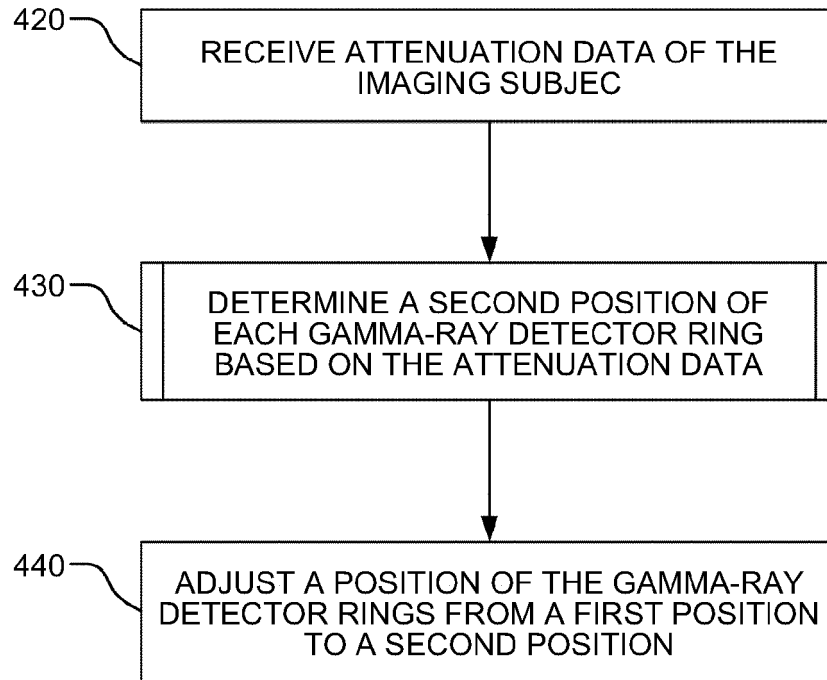 420
RECEIVE ATTENUATION DATA OF THE
IMAGING SUBJEC
430
DETERMINE A SECOND POSITION OF
EACH GAMMA-RAY DETECTOR RING
BASED ON THE ATTENUATION DATA
440
ADJUST A POSITION OF THE GAMMA-RAY
DETECTOR RINGS FROM A FIRST POSITION
TO A SECOND POSITION